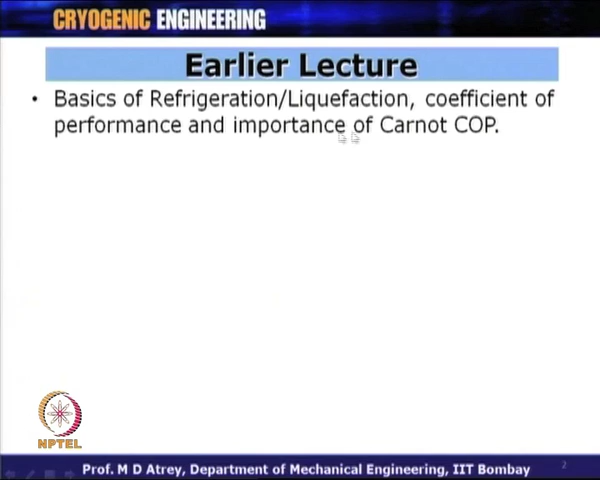 CRYOGENIC ENGINEERING
Earlier Lecture
• Basics of Refrigeration/Liquefaction, coefficient of
performance and importance of Carnot COP.
NPTEL
Prof. M D Atrey, Department of Mechanical Engineering, IIT Bombay
2